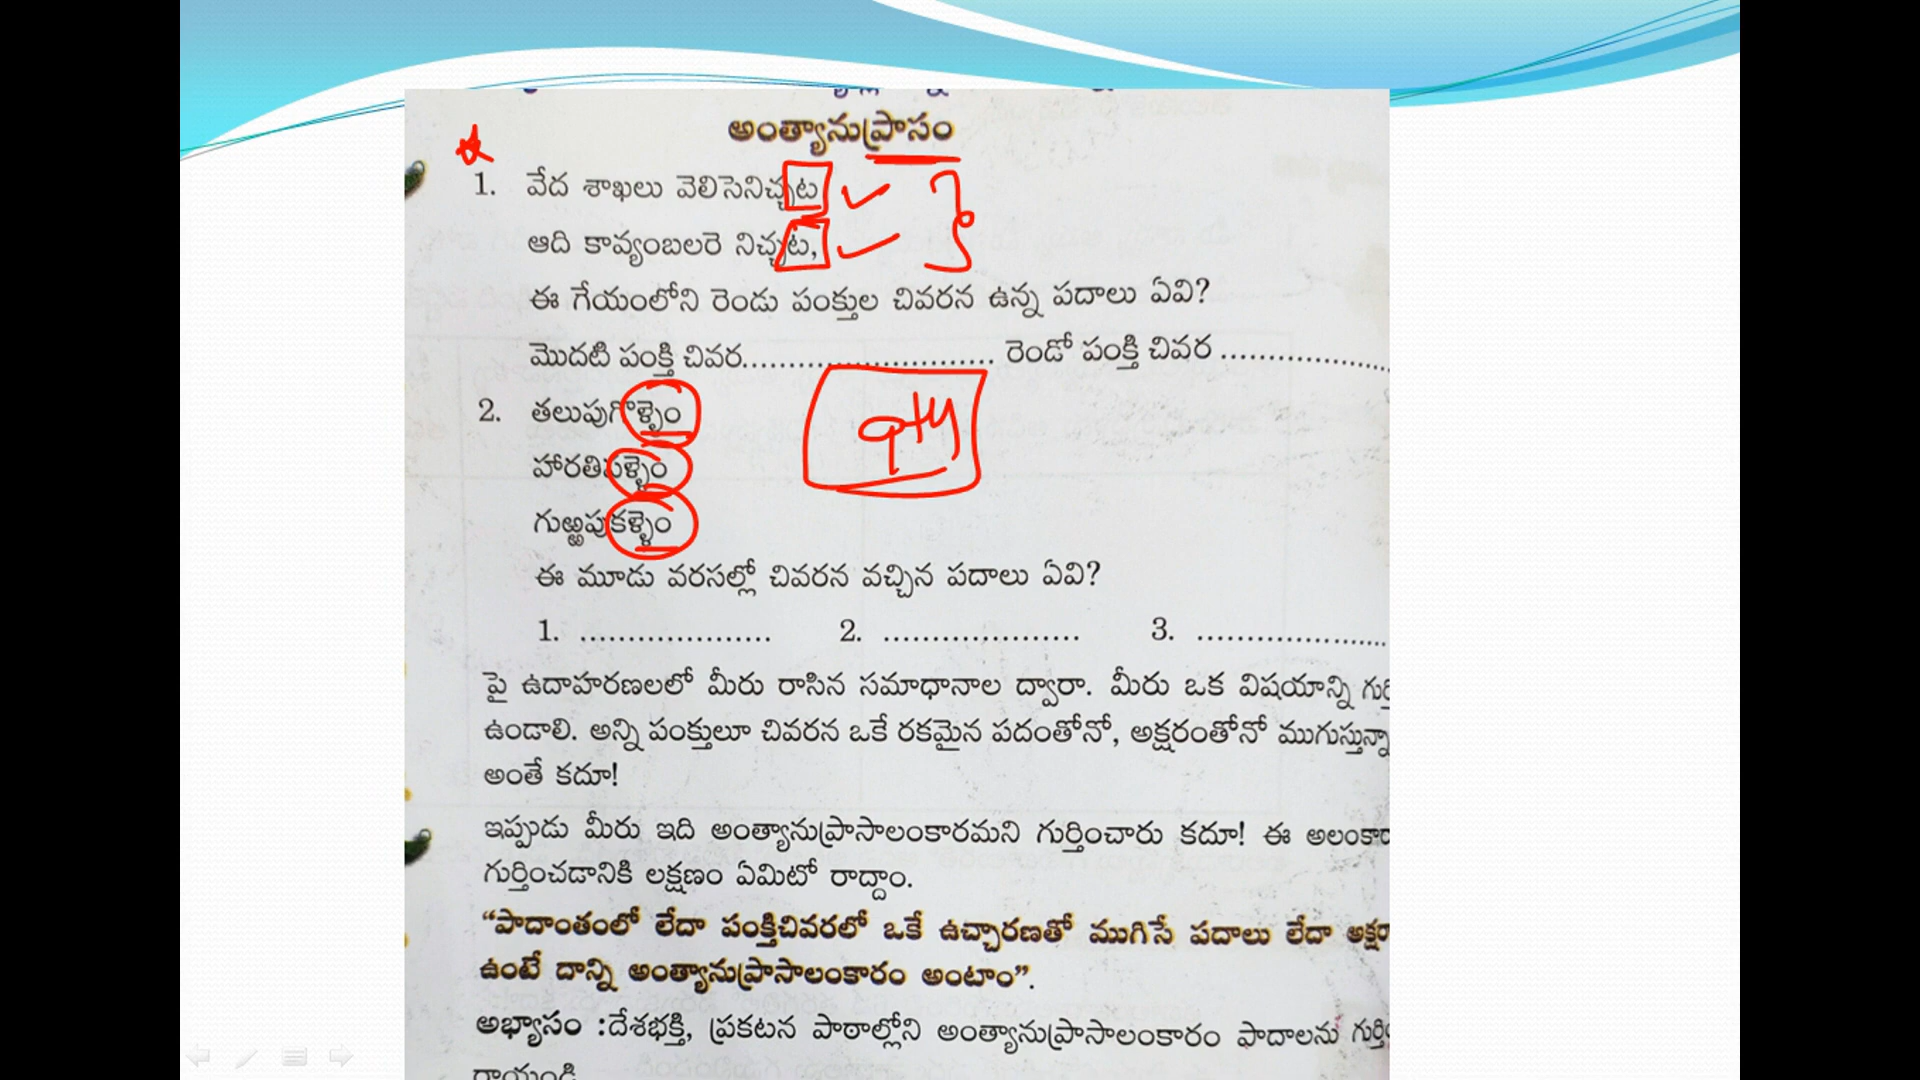 అంత్యానుప్రాసం
1. వేద శాఖలు వెలిసెనిచ్చట
ఆది కావ్యంబలరె నిచ్చట,
ఈ గేయంలోని రెండు పంక్తుల చివరన ఉన్న పదాలు ఏవి?
మొదటి పంక్తి చివర.......................... రెండో పంక్తి చివర ..................
2. తలుపుగొళ్ళెం
హారతిపళ్ళెం
గుఱ్ఱపుకళ్ళెం
ఈ మూడు వరసల్లో చివరన వచ్చిన పదాలు ఏవి?
1. .................... 2. .................... 3. ....................
పై ఉదాహరణలలో మీరు రాసిన సమాధానాల ద్వారా. మీరు ఒక విషయాన్ని
ఉండాలి. అన్ని పంక్తులూ చివరన ఒకే రకమైన పదంతోనో, అక్షరంతోనో ముగుస్తున్నా
అంతే కదూ!
ఇప్పుడు మీరు ఇది అంత్యానుప్రాసాలంకారమని గుర్తించారు కదూ! ఈ అలంకా
గుర్తించడానికి లక్షణం ఏమిటో రాద్దాం.
“పాదాంతంలో లేదా పంక్తిచివరలో ఒకే ఉచ్చారణతో ముగిసే పదాలు లేదా అక్ష
ఉంటే దాన్ని అంత్యానుప్రాసాలంకారం అంటాం”.
అభ్యాసం :దేశభక్తి, ప్రకటన పాఠాల్లోని అంత్యానుప్రాసాలంకారం పాదాలను